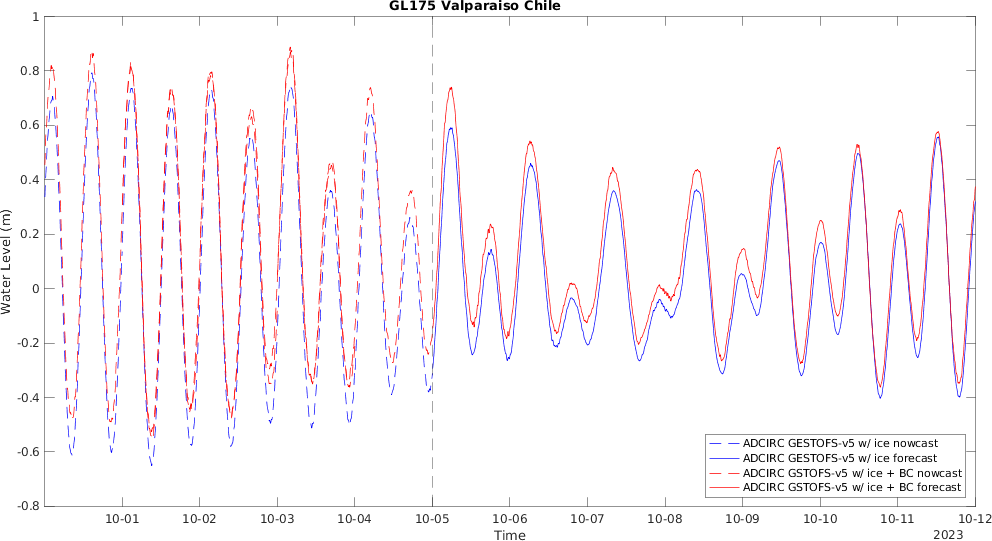 GL175 Valparaiso Chile
1
0.8
0.6
0.4
0.2
0
-0.2
-0.4
-0.6
-0.8
Water Level (m)
10-01 10-02 10-03 10-04 10-05 10-06 10-07 10-08 10-09 10-10 10-11 10-12
Time
2023
ADCIRC GESTOFS-v5 w/ ice nowcast
ADCIRC GESTOFS-v5 w/ ice forecast
ADCIRC GSTOFS-v5 w/ ice + BC nowcast
ADCIRC GSTOFS-v5 w/ ice + BC forecast